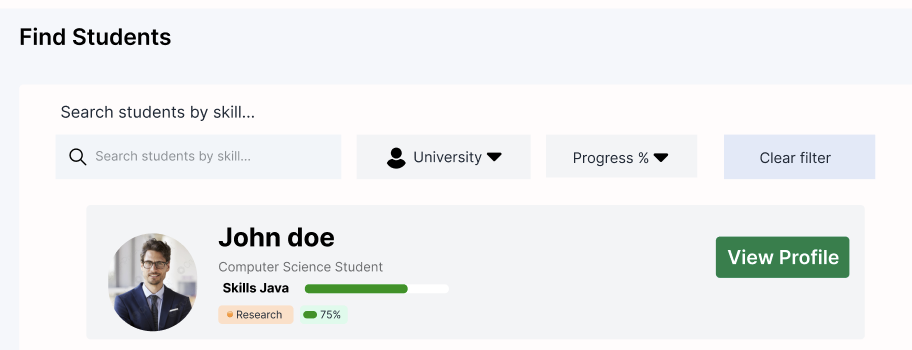 Find Students
Search students by skill...
Search students by skill...
University
Progress %
Clear filter
John doe
View Profile
Computer Science Student
Skills Java
Research
75%